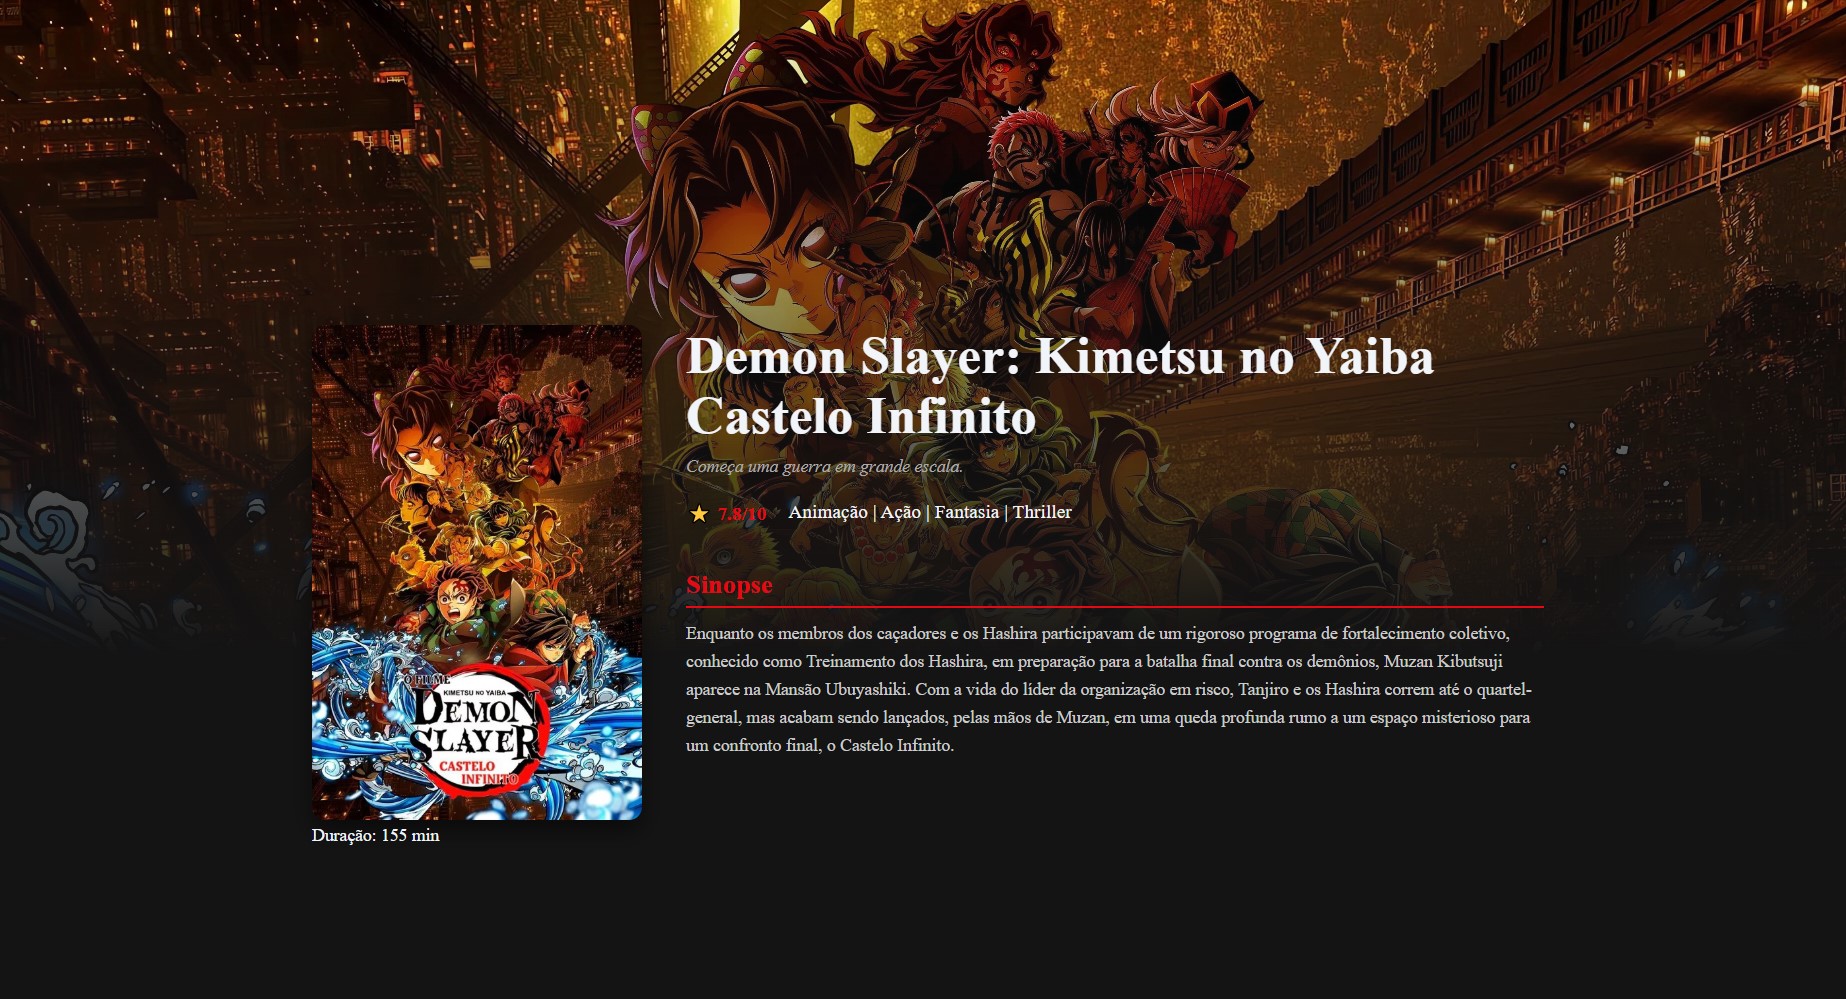 Demon Slayer: Kimetsu no Yaiba
Castelo Infinito
Começa uma guerra em grande escala.
7.8/10
Animação | Ação | Fantasia | Thriller
Sinopse
Enquanto os membros dos caçadores e os Hashira participavam de um rigoroso programa de fortalecimento coletivo,
conhecido como Treinamento dos Hashira, em preparação para a batalha final contra os demônios, Muzan Kibutsuji
aparece na Mansão Ubuyashiki. Com a vida do líder da organização em risco, Tanjiro e os Hashira correm até o quartel-
general, mas acabam sendo lançados, pelas mãos de Muzan, em uma queda profunda rumo a um espaço misterioso para
um confronto final, o Castelo Infinito.
O FILME
KIMETSU NO YAIBA
DEMON
SLAYER
CASTELO
INFINITO
Duração: 155 min